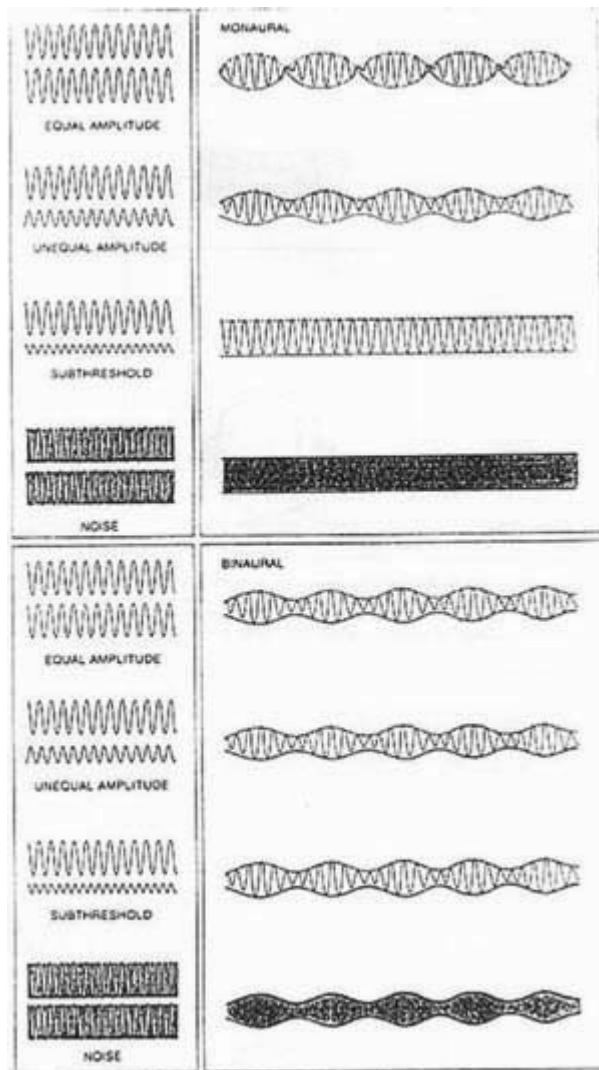 MONAURAL
EQUAL AMPLITUDE
UNEQUAL AMPLITUDE
SUBTHRESHOLD
NOISE
BINAURAL
EQUAL AMPLITUDE
UNEQUAL AMPLITUDE
SUBTHRESHOLD
NOISE